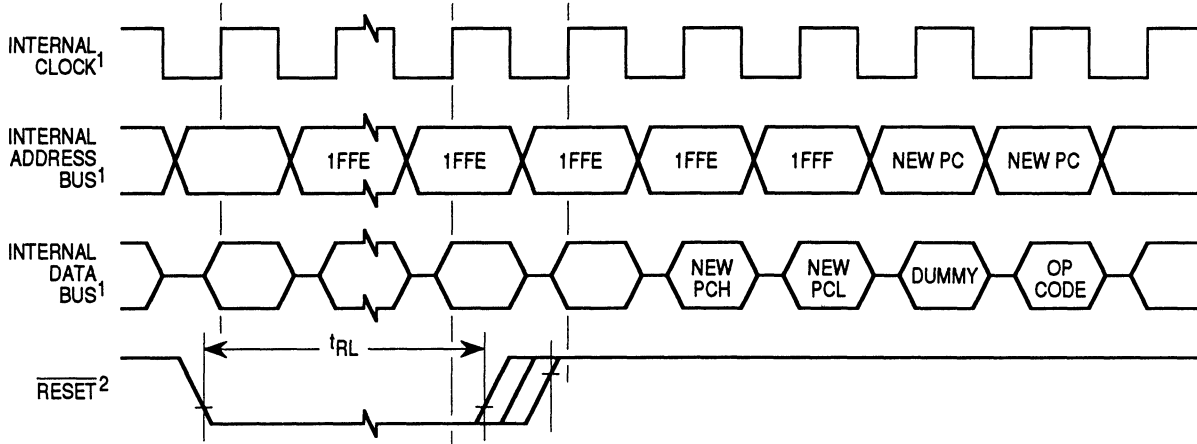 INTERNAL
CLOCK1
INTERNAL
ADDRESS
BUS1
1FFE
1FFE
1FFE
1FFE
1FFF
NEW PC
NEW PC
INTERNAL
DATA
BUS1
NEW
PCH
NEW
PCL
DUMMY
OP
CODE
tRL
RESET2